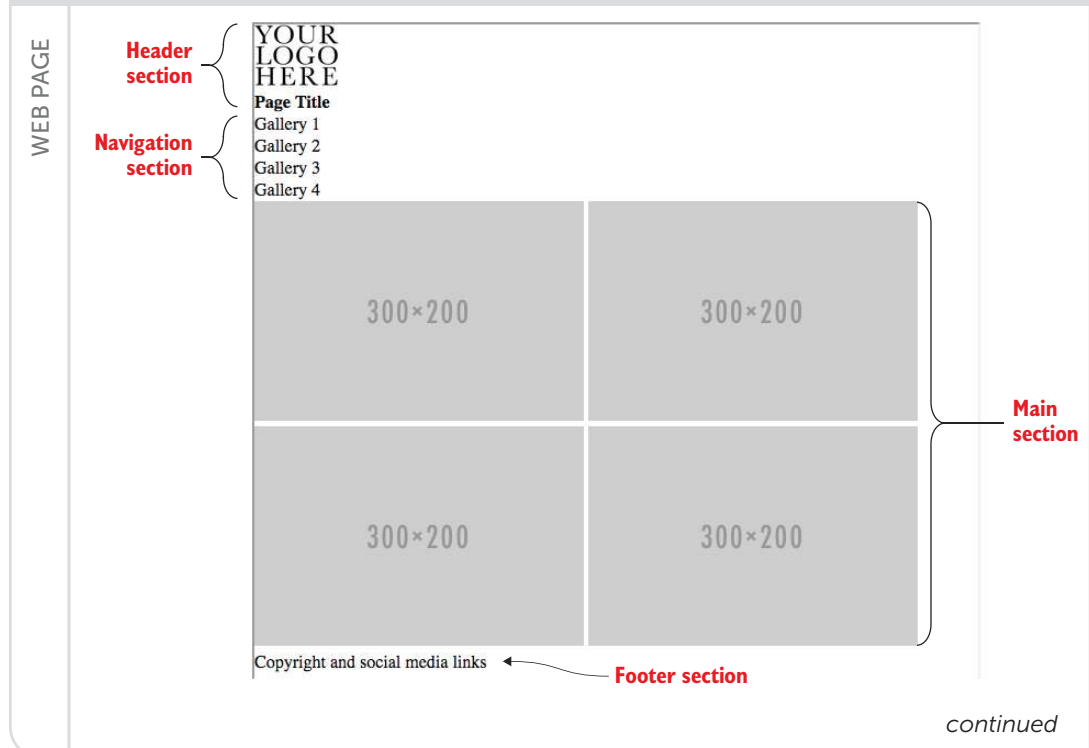 WEB PAGE
Header
section
YOUR
LOGO
HERE
Page Title
Navigation
section
Gallery 1
Gallery 2
Gallery 3
Gallery 4
300×200
300×200
Main
section
300×200
300×200
Copyright and social media links
Footer section
continued